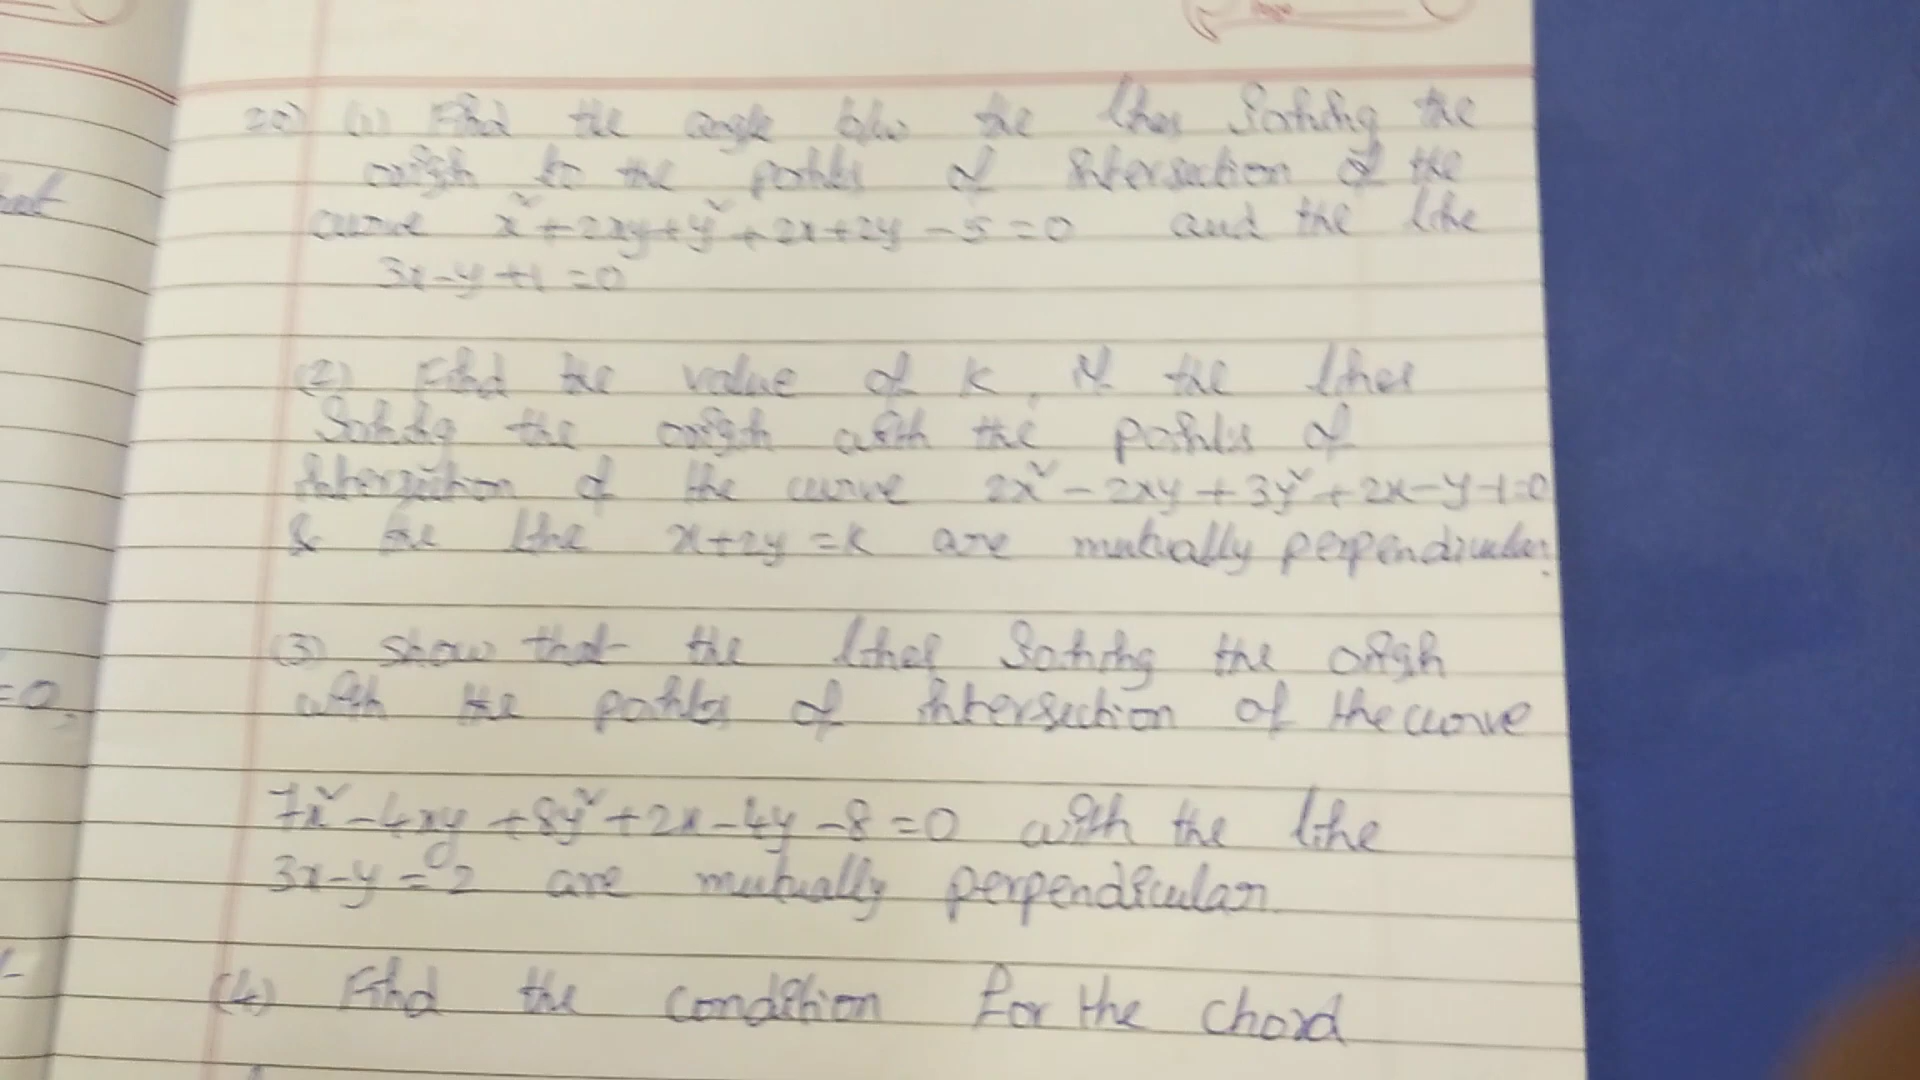 20) (1) Find the angle b/w the lines Joining the
origin to the points of intersection of the
curve x² + 2xy + y² + 2x + 2y - 5 = 0 and the line
3x - y + 1 = 0
(2) Find the value of k, if the lines
Joining the origin with the points of
intersection of the curve 2x² - 2xy + 3y² + 2x - y - 1 = 0
& the line x + 2y = k are mutually perpendicular.
(3) show that the lines Joining the origin
with the points of intersection of the curve
7x² - 4xy + 8y² + 2x - 4y - 8 = 0 with the line
3x - y = 2 are mutually perpendicular
(4) Find the condition for the chord
= 0.